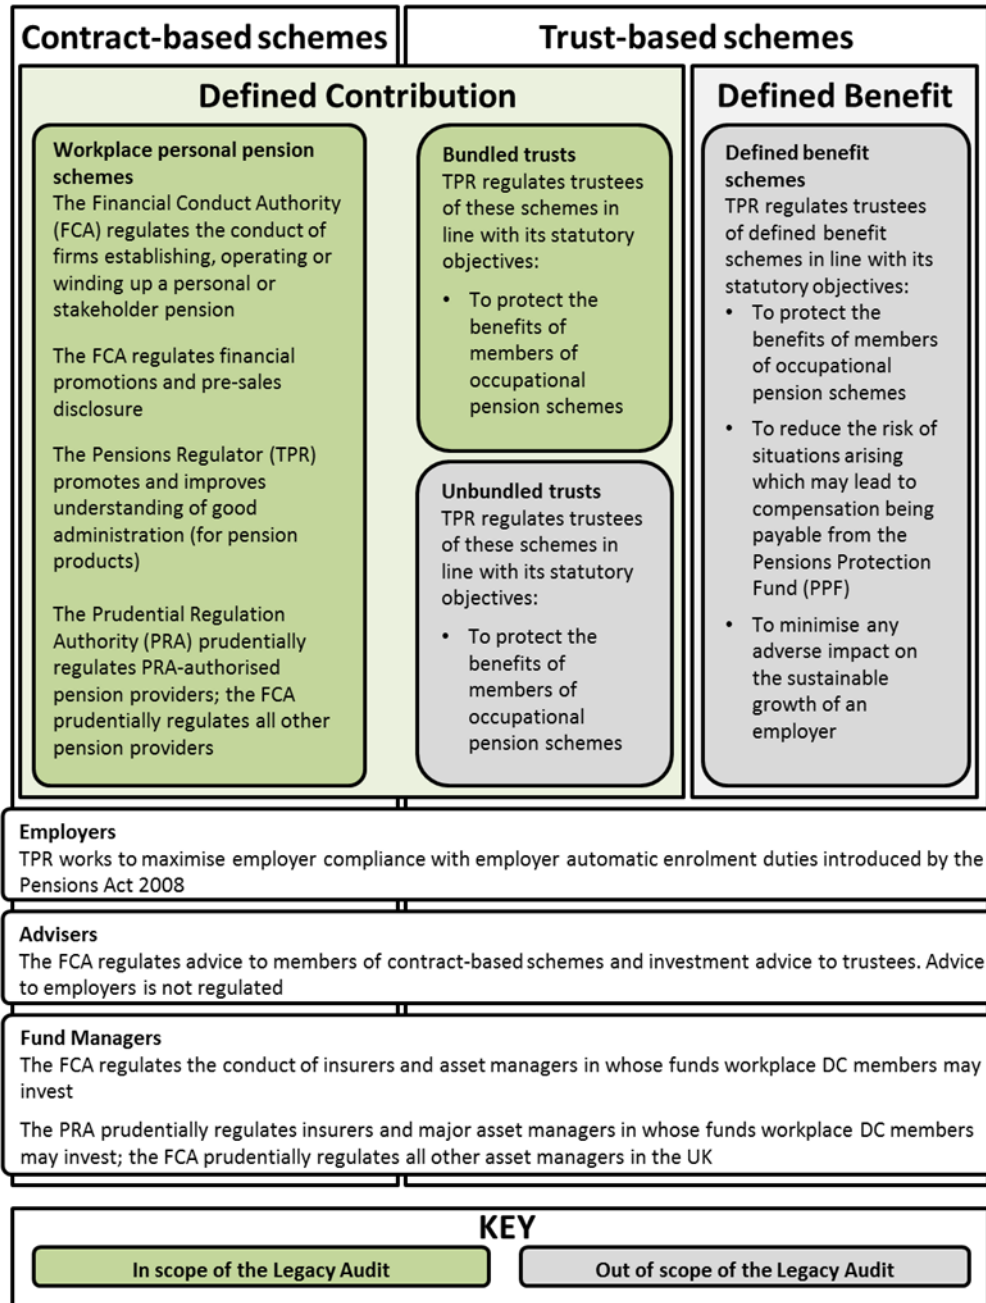 Contract-based schemes
Trust-based schemes
Defined Contribution
Defined Benefit
Workplace personal pension
schemes
The Financial Conduct Authority
(FCA) regulates the conduct of
firms establishing, operating or
winding up a personal or
stakeholder pension
The FCA regulates financial
promotions and pre-sales
disclosure
The Pensions Regulator (TPR)
promotes and improves
understanding of good
administration (for pension
products)
The Prudential Regulation
Authority (PRA) prudentially
regulates PRA-authorised
pension providers; the FCA
prudentially regulates all other
pension providers
Bundled trusts
TPR regulates trustees
of these schemes in
line with its statutory
objectives:
• To protect the
benefits of
members of
occupational
pension schemes
Unbundled trusts
TPR regulates trustees
of these schemes in
line with its statutory
objectives:
• To protect the
benefits of
members of
occupational
pension schemes
Defined benefit
schemes
TPR regulates trustees
of defined benefit
schemes in line with its
statutory objectives:
• To protect the
benefits of members
of occupational
pension schemes
• To reduce the risk of
situations arising
which may lead to
compensation being
payable from the
Pensions Protection
Fund (PPF)
• To minimise any
adverse impact on
the sustainable
growth of an
employer
Employers
TPR works to maximise employer compliance with employer automatic enrolment duties introduced by the
Pensions Act 2008
Advisers
The FCA regulates advice to members of contract-based schemes and investment advice to trustees. Advice
to employers is not regulated
Fund Managers
The FCA regulates the conduct of insurers and asset managers in whose funds workplace DC members may
invest
The PRA prudentially regulates insurers and major asset managers in whose funds workplace DC members
may invest; the FCA prudentially regulates all other asset managers in the UK
KEY
In scope of the Legacy Audit
Out of scope of the Legacy Audit